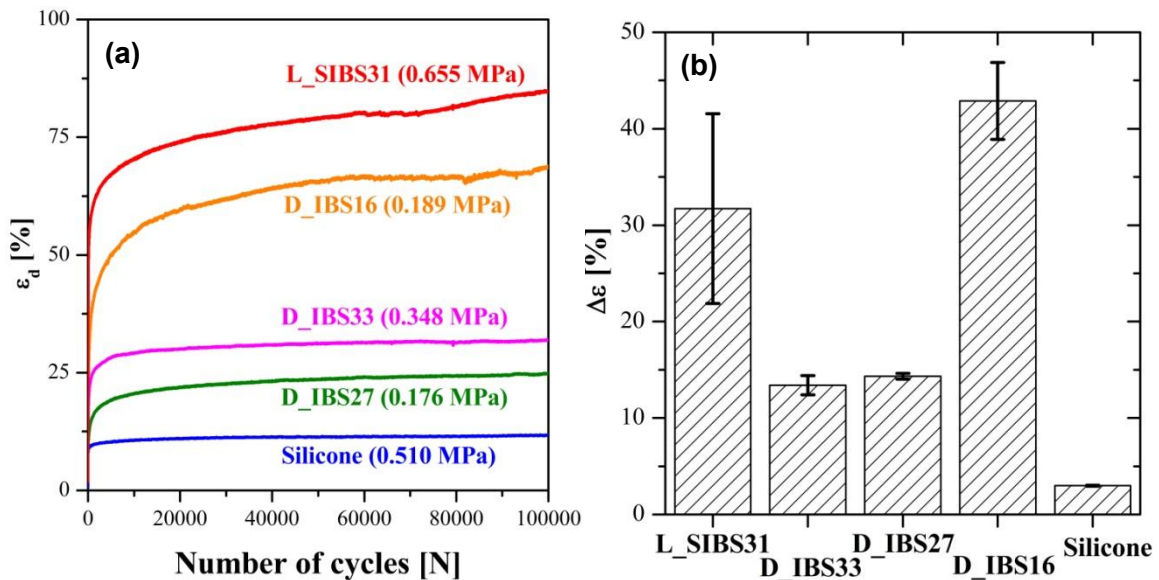 (a)
100
75
50
25
0
ε_d [%]
L_SIBS31 (0.655 MPa)
D_IBS16 (0.189 MPa)
D_IBS33 (0.348 MPa)
D_IBS27 (0.176 MPa)
Silicone (0.510 MPa)
0 20000 40000 60000 80000 100000
Number of cycles [N]
(b)
50
40
30
20
10
0
Δε [%]
L_SIBS31 D_IBS33 D_IBS27 D_IBS16 Silicone